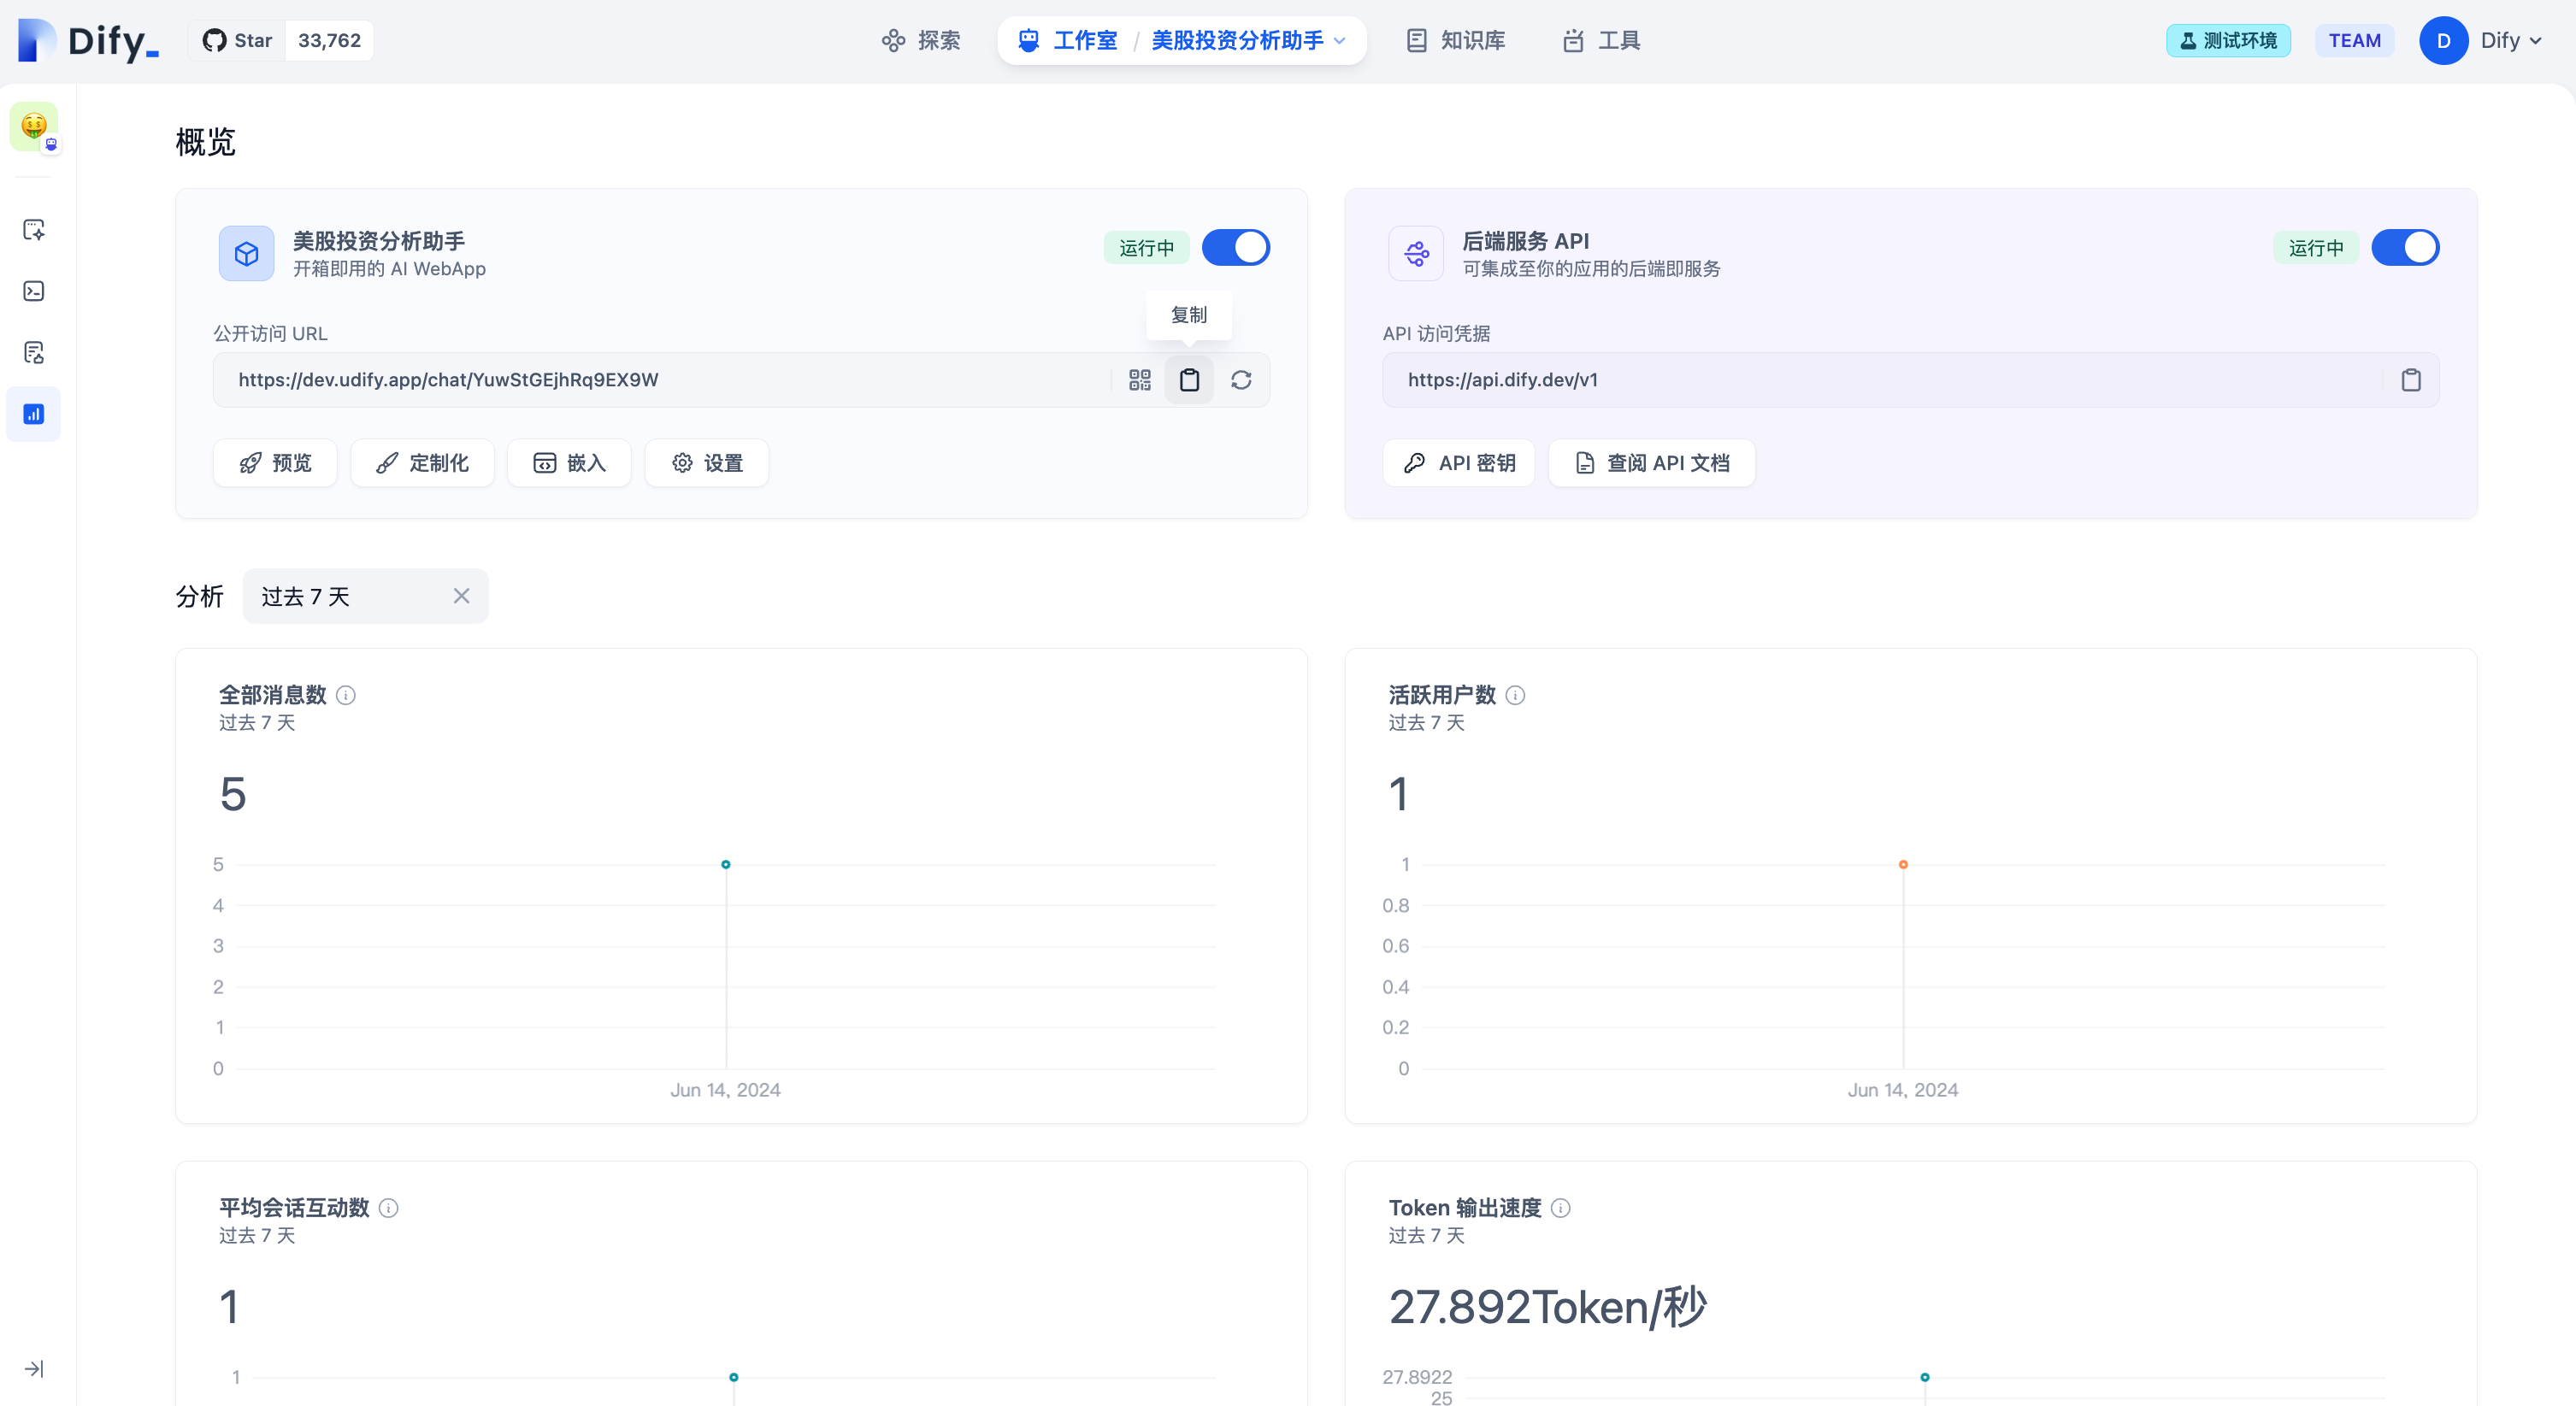 Dify_
Star 33,762
探索
工作室 / 美股投资分析助手
知识库
工具
测试环境
TEAM
D Dify
概览
美股投资分析助手
开箱即用的 AI WebApp
运行中
复制
公开访问 URL
https://dev.udify.app/chat/YuwStGEjhRq9EX9W
预览
定制化
嵌入
设置
后端服务 API
可集成至你的应用的后端即服务
运行中
API 访问凭据
https://api.dify.dev/v1
API 密钥
查阅 API 文档
分析
过去 7 天
全部消息数
过去 7 天
5
5
4
3
2
1
0
Jun 14, 2024
活跃用户数
过去 7 天
1
1
0.8
0.6
0.4
0.2
0
Jun 14, 2024
平均会话互动数
过去 7 天
1
1
Token 输出速度
过去 7 天
27.892Token/秒
27.8922
25